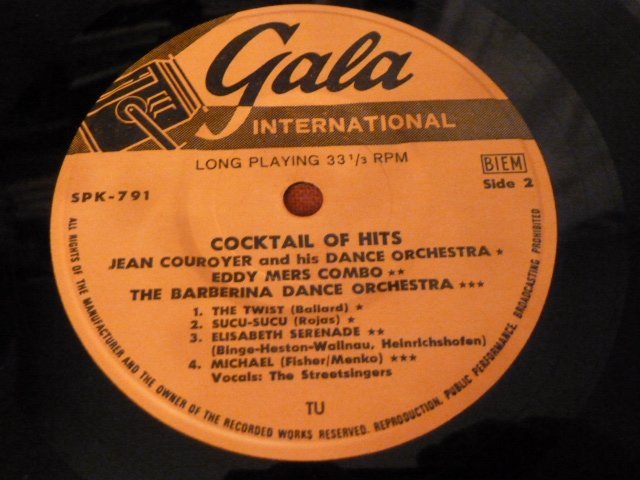 Gala
INTERNATIONAL
LONG PLAYING 33 1/3 RPM
BIEM
SPK-791
Side 2
COCKTAIL OF HITS
JEAN COUROYER and his DANCE ORCHESTRA *
EDDY MERS COMBO **
THE BARBERINA DANCE ORCHESTRA ***
1. THE TWIST (Ballard) *
2. SUCU-SUCU (Rojas) *
3. ELISABETH SERENADE **
(Binge-Heston-Wallnau, Heinrichshofen)
4. MICHAEL (Fisher/Menko) ***
Vocals: The Streetsingers
TU
ALL RIGHTS OF THE MANUFACTURER AND THE OWNER OF THE RECORDED WORKS RESERVED. REPRODUCTION, PUBLIC PERFORMANCE, BROADCASTING PROHIBITED